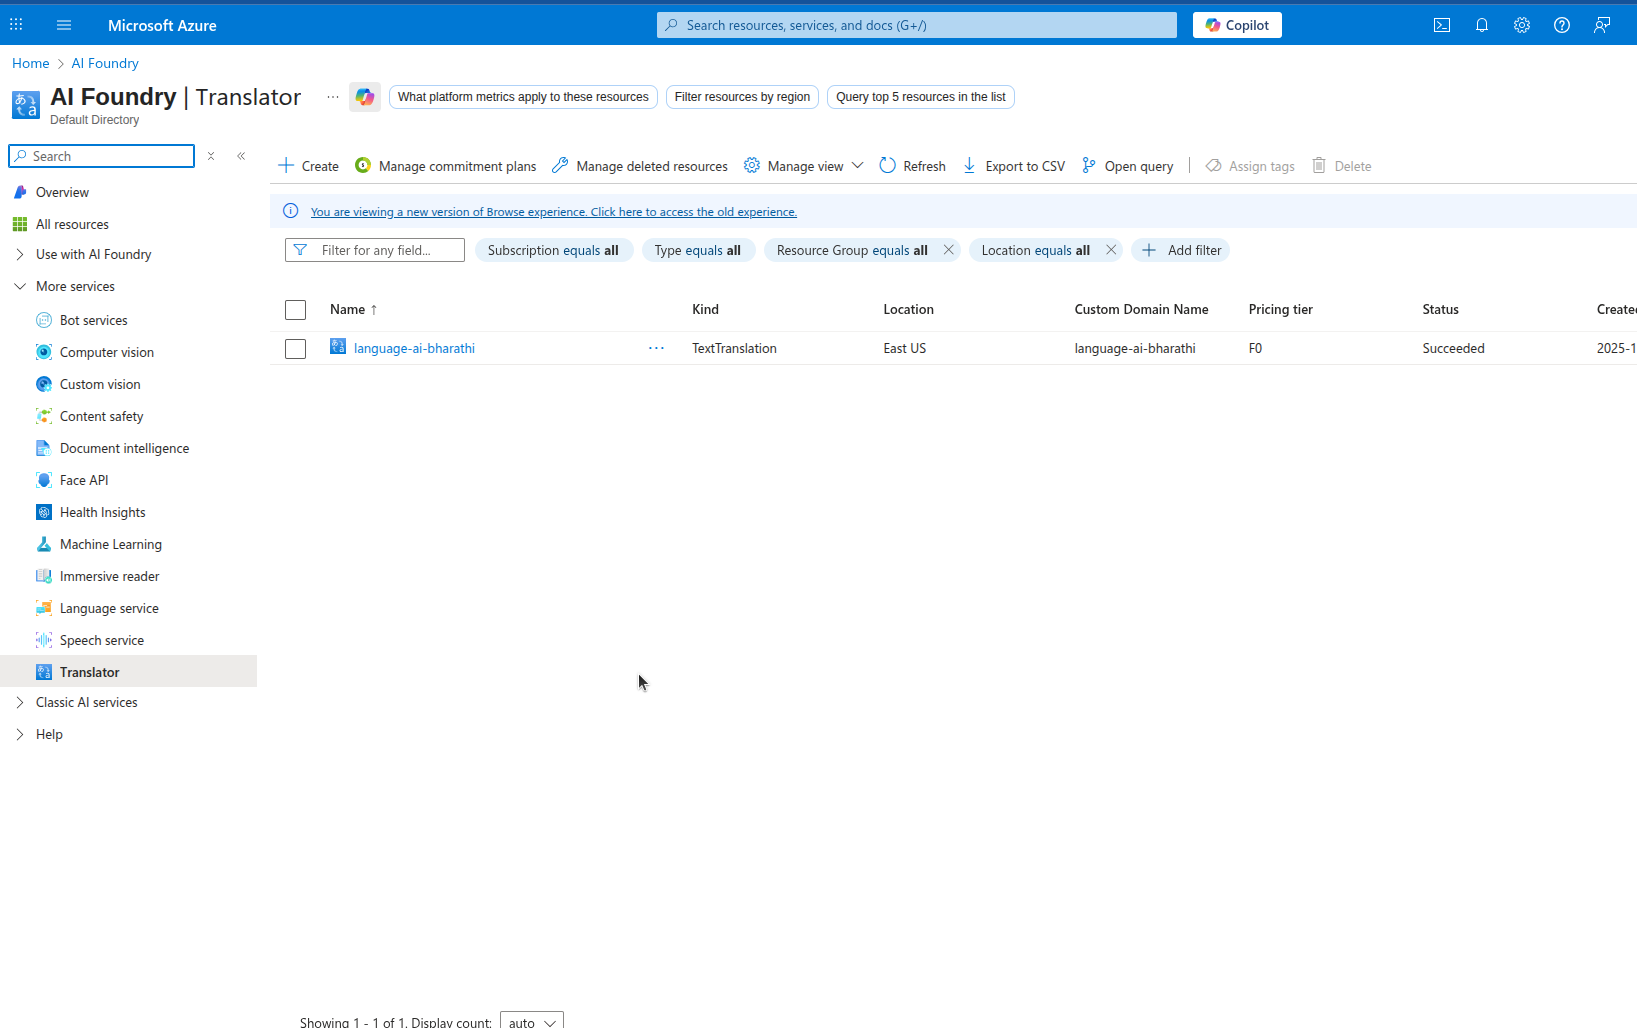 Microsoft Azure
Search resources, services, and docs (G+/)
Copilot
Home > AI Foundry
AI Foundry | Translator
Default Directory
What platform metrics apply to these resources
Filter resources by region
Query top 5 resources in the list
Search
Overview
All resources
Use with AI Foundry
More services
Bot services
Computer vision
Custom vision
Content safety
Document intelligence
Face API
Health Insights
Machine Learning
Immersive reader
Language service
Speech service
Translator
Classic AI services
Help
Create Manage commitment plans Manage deleted resources Manage view Refresh Export to CSV Open query Assign tags Delete
You are viewing a new version of Browse experience. Click here to access the old experience.
Filter for any field... Subscription equals all Type equals all Resource Group equals all Location equals all Add filter
Name ↑ Kind Location Custom Domain Name Pricing tier Status Created
language-ai-bharathi ... TextTranslation East US language-ai-bharathi F0 Succeeded 2025-1
Showing 1 - 1 of 1. Display count: auto